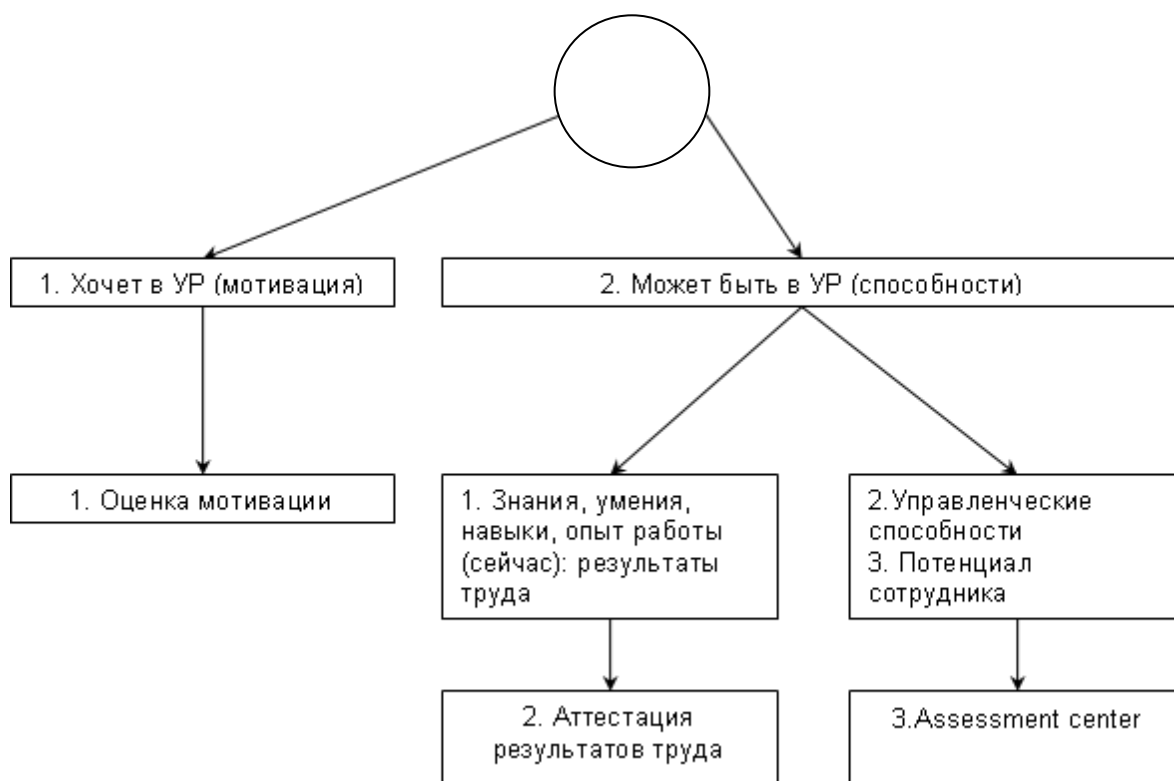 1. Хочет в УР (мотивация)
2. Может быть в УР (способности)
1. Оценка мотивации
1. Знания, умения,
навыки, опыт работы
(сейчас): результаты
труда
2.Управленческие
способности
3. Потенциал
сотрудника
2. Аттестация
результатов труда
3.Assessment center